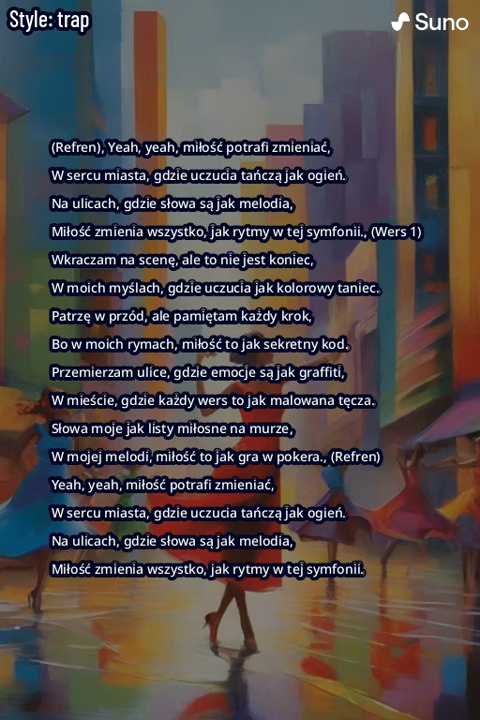 Style: trap
Suno
(Refren), Yeah, yeah, miłość potrafi zmieniać,
W sercu miasta, gdzie uczucia tańczą jak ogień.
Na ulicach, gdzie słowa są jak melodia,
Miłość zmienia wszystko, jak rytmy w tej symfonii., (Wers 1)
Wkraczam na scenę, ale to nie jest koniec,
W moich myślach, gdzie uczucia jak kolorowy taniec.
Patrzę w przód, ale pamiętam każdy krok,
Bo w moich rymach, miłość to jak sekretny kod.
Przemierzam ulice, gdzie emocje są jak graffiti,
W mieście, gdzie każdy wers to jak malowana tęcza.
Słowa moje jak listy miłosne na murze,
W mojej melodi, miłość to jak gra w pokera., (Refren)
Yeah, yeah, miłość potrafi zmieniać,
W sercu miasta, gdzie uczucia tańczą jak ogień.
Na ulicach, gdzie słowa są jak melodia,
Miłość zmienia wszystko, jak rytmy w tej symfonii.